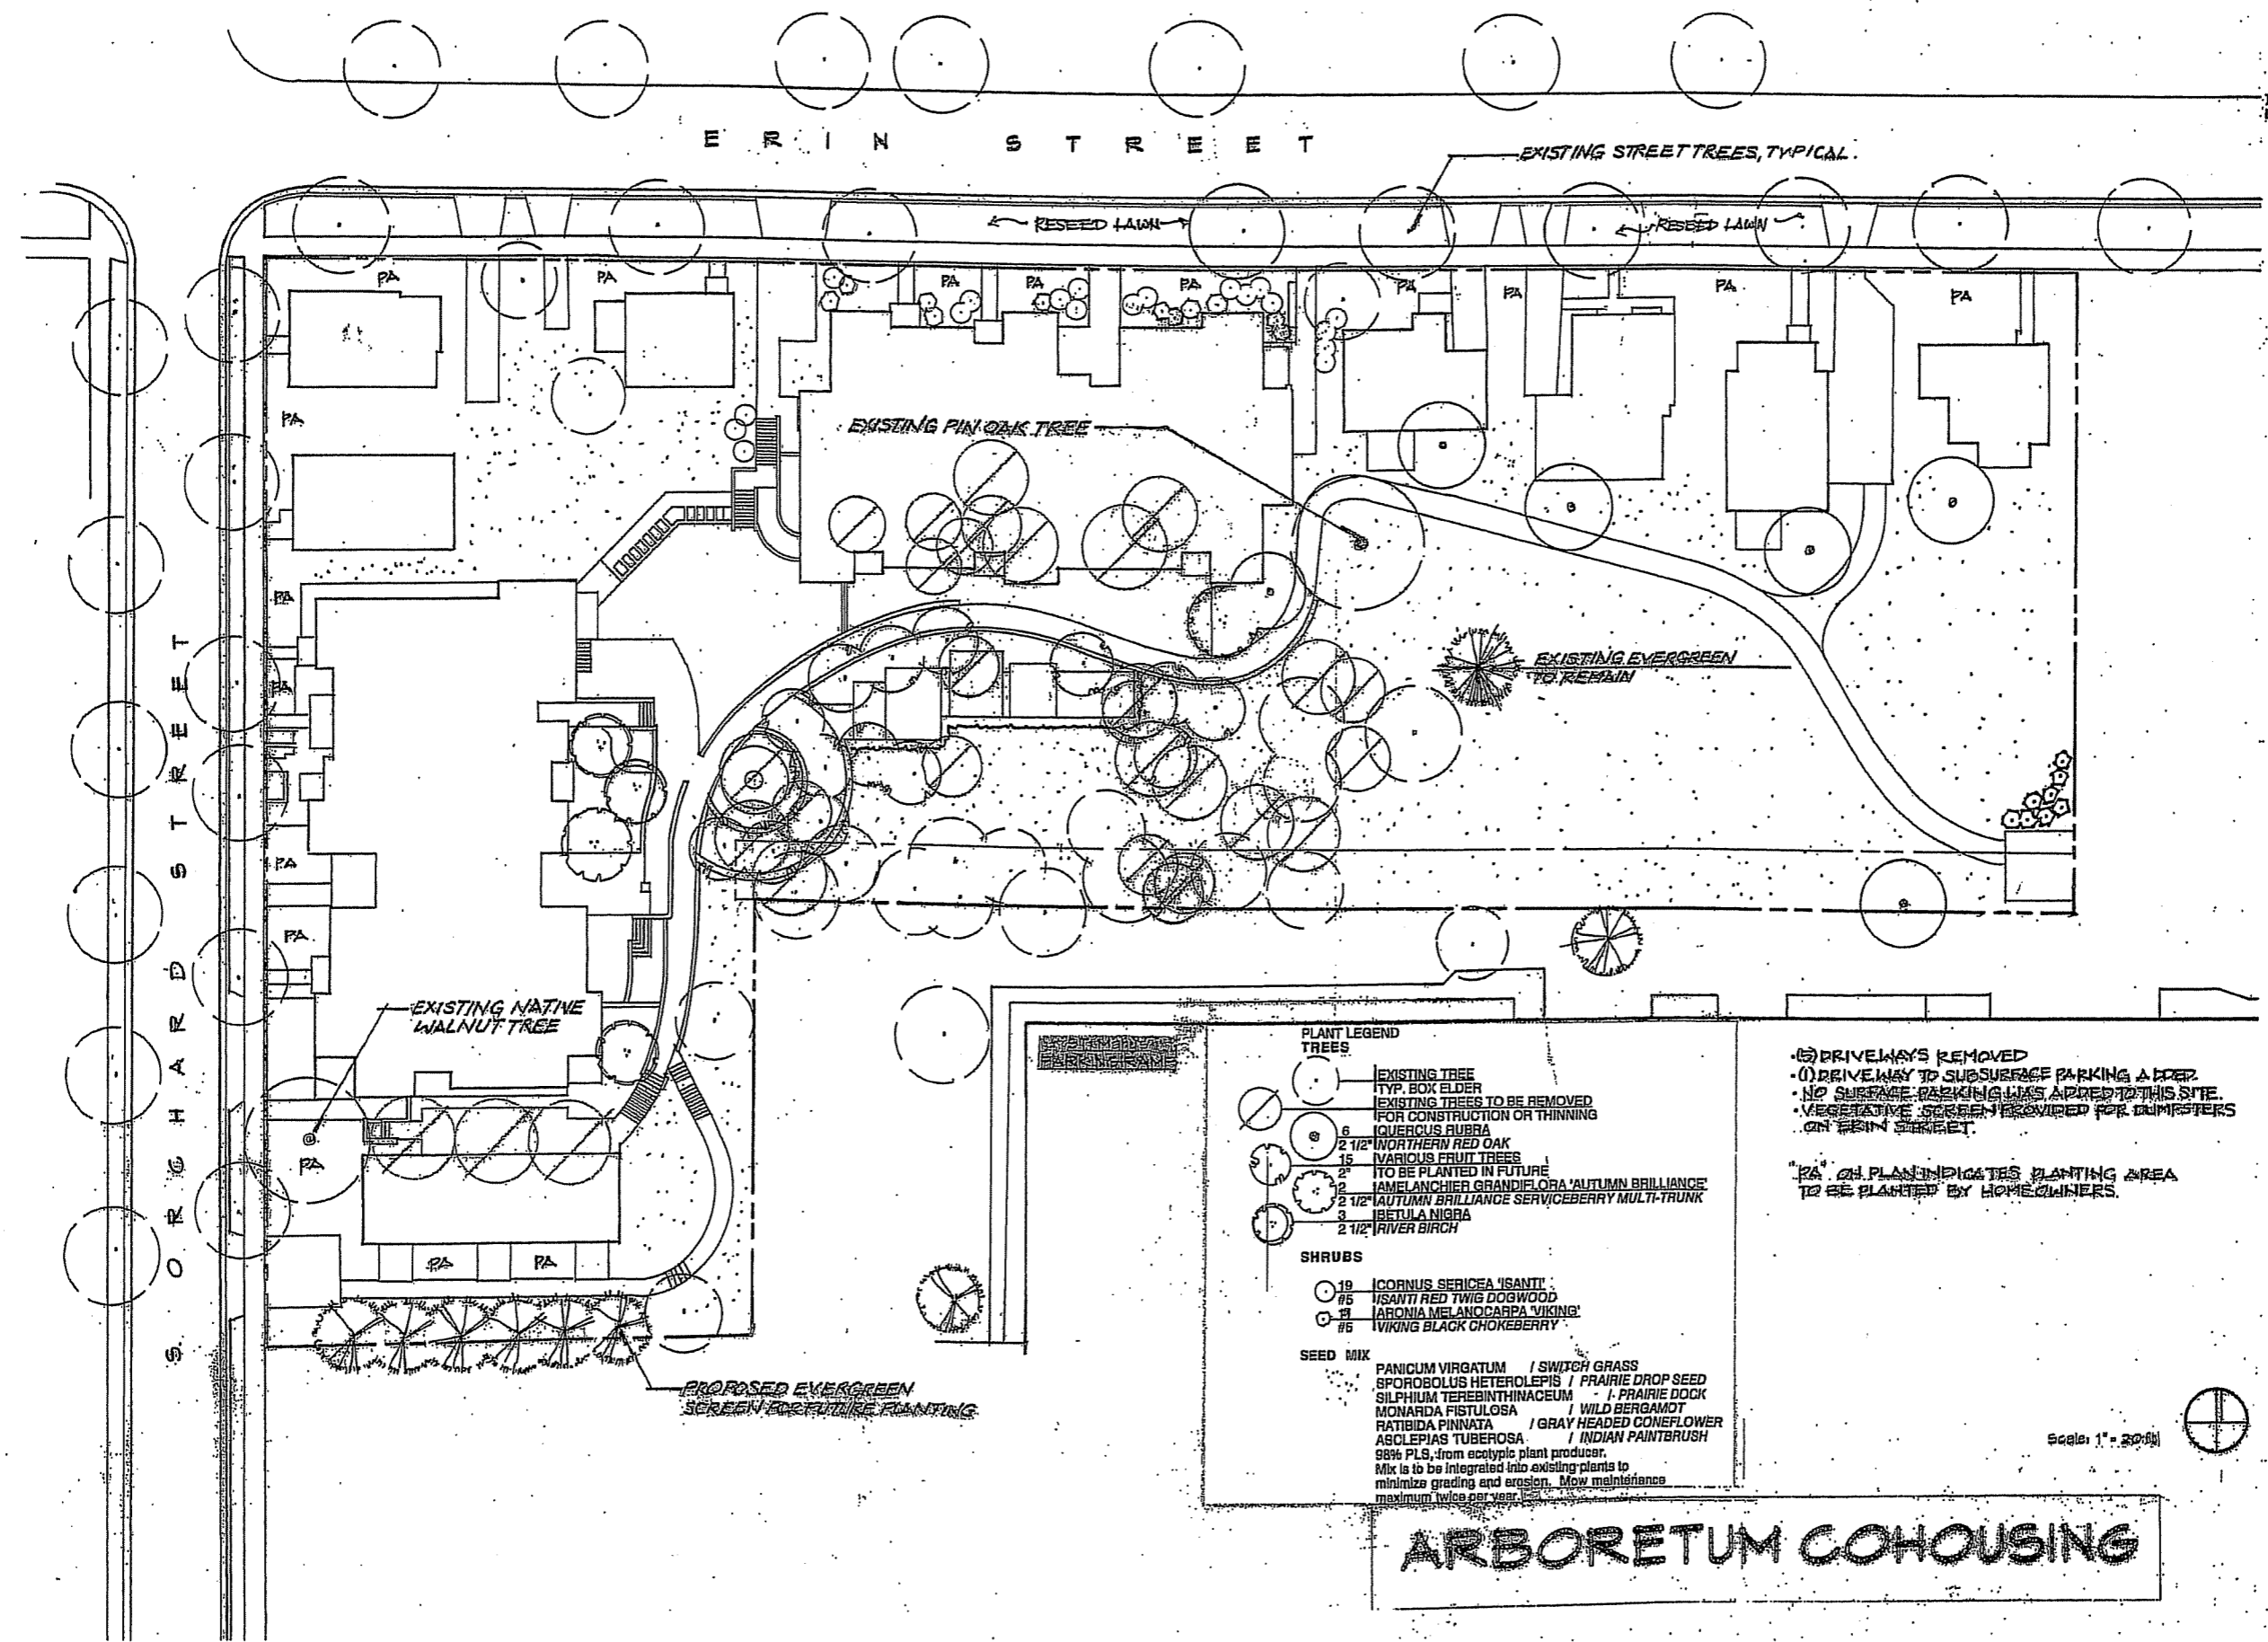 ERIN STREET
EXISTING STREET TREES, TYPICAL.
RESEED LAWN
RESEED LAWN
PA
PA
PA
PA
PA
PA
PA
PA
PA
PA
EXISTING PIN OAK TREE
PA
PA
EXISTING EVERGREEN
TO REMAIN
PA
PA
S. ORCHARD STREET
EXISTING NATIVE
WALNUT TREE
PA
PA
PA
PROPOSED EVERGREEN
SCREEN FOR FUTURE PLANTING
PARKING RAMP
PLANT LEGEND
TREES
EXISTING TREE
TYP. BOX ELDER
EXISTING TREES TO BE REMOVED
FOR CONSTRUCTION OR THINNING
6 QUERCUS RUBRA
2 1/2" NORTHERN RED OAK
15 VARIOUS FRUIT TREES
2" TO BE PLANTED IN FUTURE
AMELANCHIER GRANDIFLORA 'AUTUMN BRILLIANCE'
2 1/2" AUTUMN BRILLIANCE SERVICEBERRY MULTI-TRUNK
3 BETULA NIGRA
2 1/2" RIVER BIRCH
SHRUBS
19 CORNUS SERICEA 'ISANTI'
#5 ISANTI RED TWIG DOGWOOD
ARONIA MELANOCARPA 'VIKING'
#5 VIKING BLACK CHOKEBERRY
SEED MIX
PANICUM VIRGATUM / SWITCH GRASS
SPOROBOLUS HETEROLEPIS / PRAIRIE DROP SEED
SILPHIUM TEREBINTHINACEUM / PRAIRIE DOCK
MONARDA FISTULOSA / WILD BERGAMOT
RATIBIDA PINNATA / GRAY HEADED CONEFLOWER
ASCLEPIAS TUBEROSA / INDIAN PAINTBRUSH
98% PLS, from ecotypic plant producer.
Mix is to be integrated into existing plants to
minimize grading and erosion. Mow maintenance
maximum twice per year.
•(5) DRIVEWAYS REMOVED
•(1) DRIVEWAY TO SUBSURFACE PARKING ADDED.
• NO SURFACE PARKING WAS ADDED TO THIS SITE.
• VEGETATIVE SCREEN PROVIDED FOR DUMPSTERS
ON ERIN STREET.
"PA" ON PLAN INDICATES PLANTING AREA
TO BE PLANTED BY HOMEOWNERS.
Scale: 1" = 20 ft
ARBORETUM COHOUSING